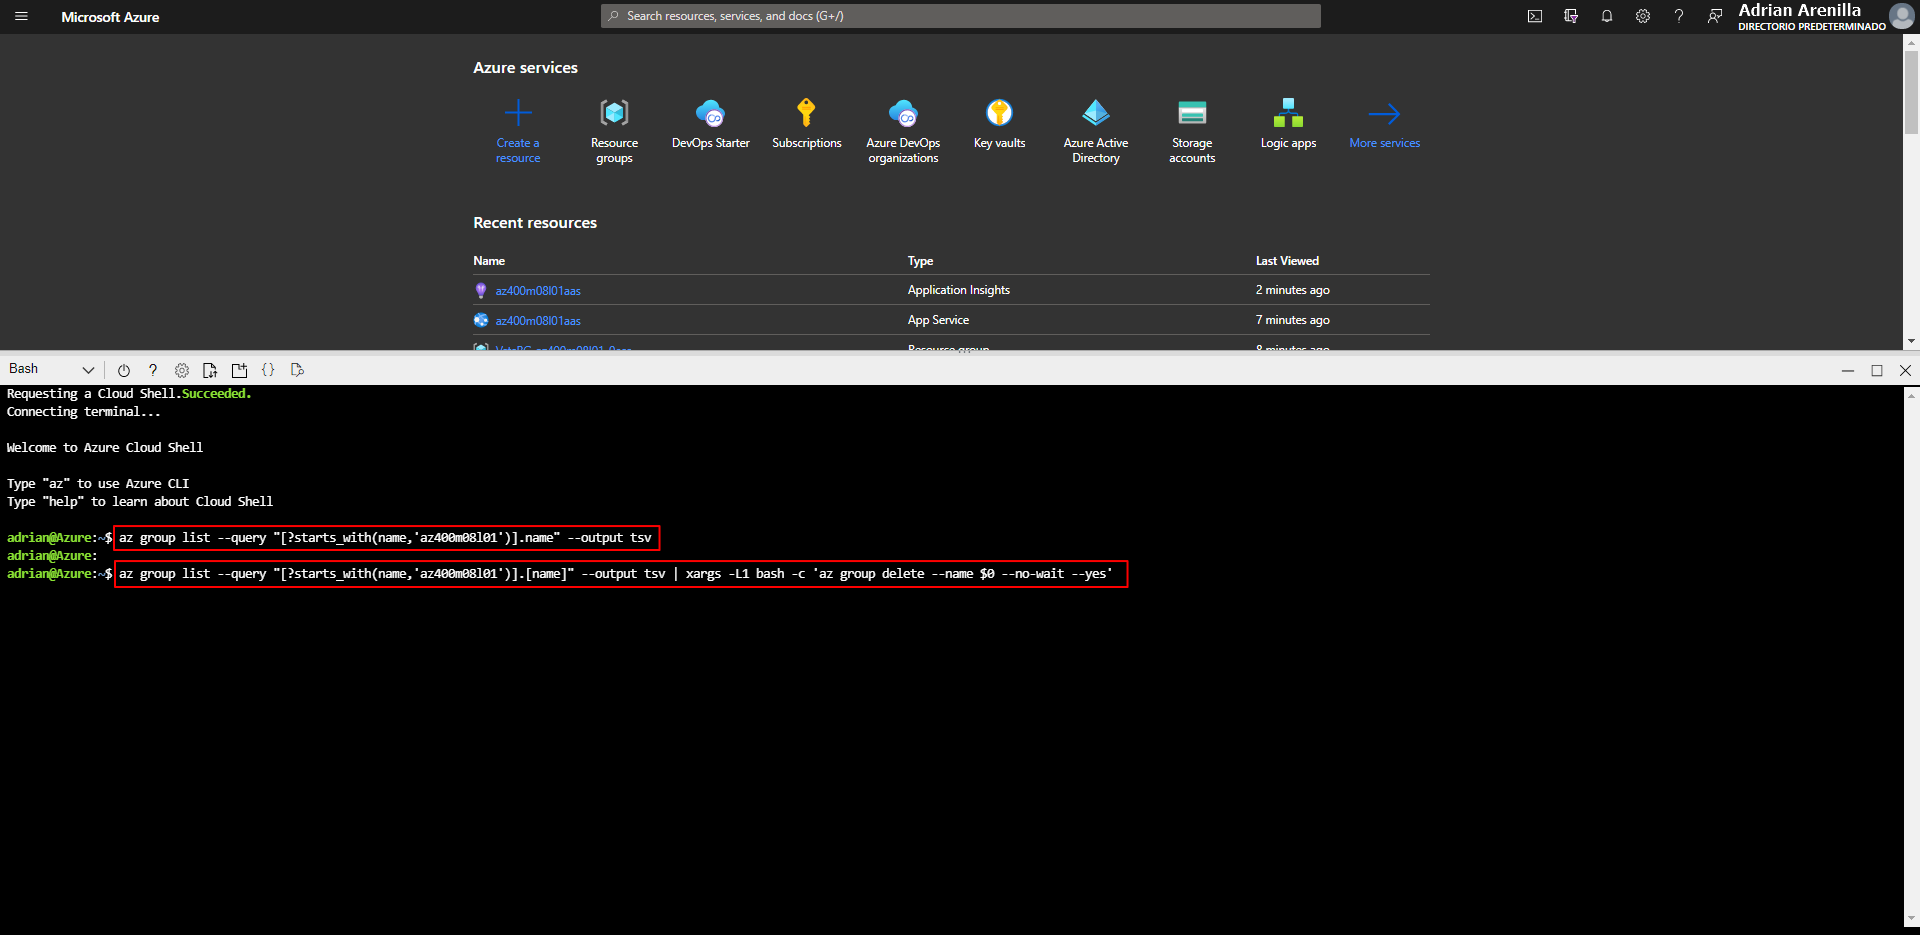 Microsoft Azure
Search resources, services, and docs (G+/)
Adrian Arenilla
DIRECTORIO PREDETERMINADO
Azure services
Create a resource
Resource groups
DevOps Starter
Subscriptions
Azure DevOps organizations
Key vaults
Azure Active Directory
Storage accounts
Logic apps
More services
Recent resources
Name Type Last Viewed
az400m08l01aas Application Insights 2 minutes ago
az400m08l01aas App Service 7 minutes ago
Resource group 8 minutes ago
Bash
Requesting a Cloud Shell.Succeeded.
Connecting terminal...
Welcome to Azure Cloud Shell
Type "az" to use Azure CLI
Type "help" to learn about Cloud Shell
adrian@Azure:~$ az group list --query "[?starts_with(name,'az400m08l01')].name" --output tsv
adrian@Azure:
adrian@Azure:~$ az group list --query "[?starts_with(name,'az400m08l01')].[name]" --output tsv | xargs -L1 bash -c 'az group delete --name $0 --no-wait --yes'